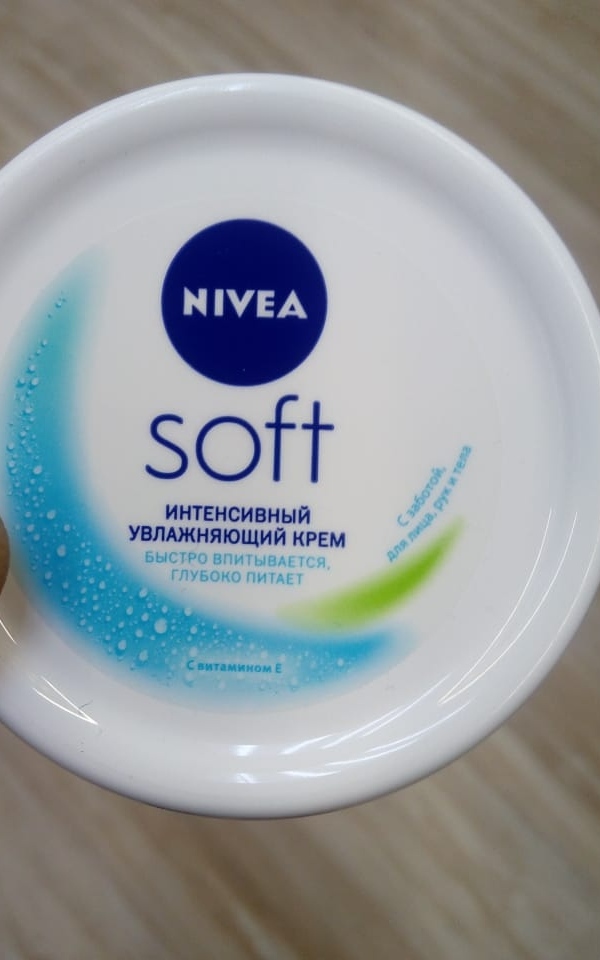 NIVEA
soft
ИНТЕНСИВНЫЙ
УВЛАЖНЯЮЩИЙ КРЕМ
БЫСТРО ВПИТЫВАЕТСЯ,
ГЛУБОКО ПИТАЕТ
С заботой,
для лица, рук и тела
С витамином Е